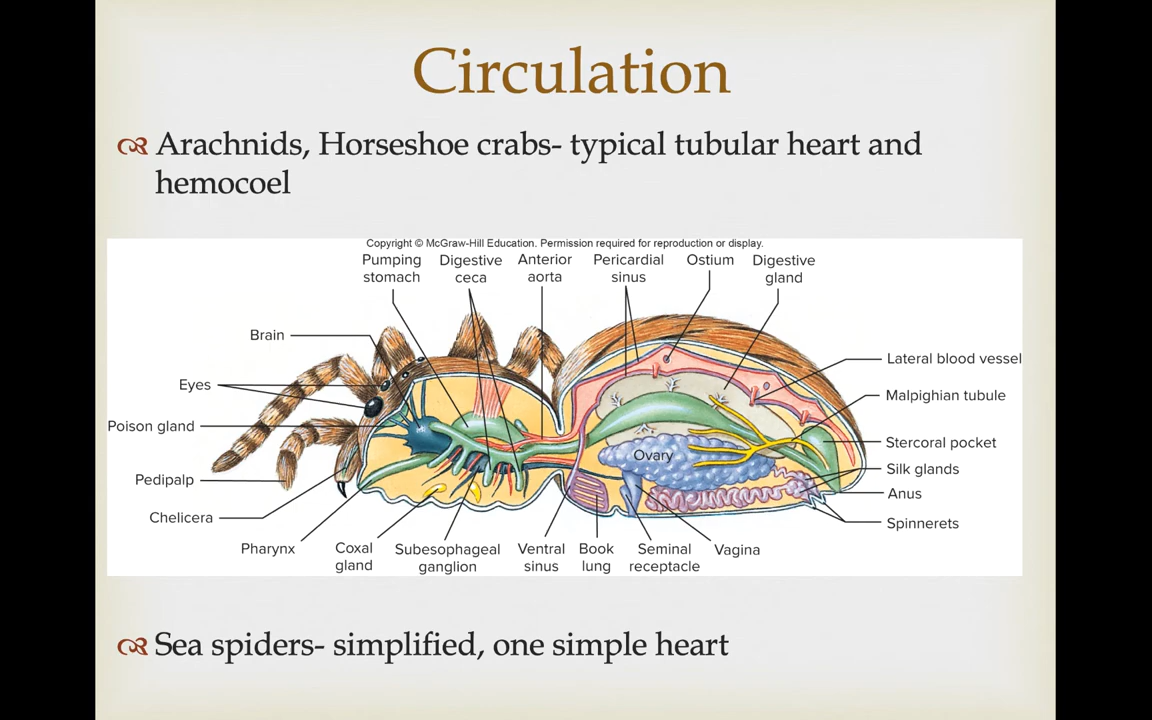 Circulation
Arachnids, Horseshoe crabs- typical tubular heart and
hemocoel
Copyright © McGraw-Hill Education. Permission required for reproduction or display.
Pumping
stomach
Digestive
ceca
Anterior
aorta
Pericardial
sinus
Ostium
Digestive
gland
Brain
Lateral blood vessel
Eyes
Malpighian tubule
Poison gland
Stercoral pocket
Ovary
Silk glands
Pedipalp
Anus
Chelicera
Spinnerets
Pharynx
Coxal
gland
Subesophageal
ganglion
Ventral
sinus
Book
lung
Seminal
receptacle
Vagina
Sea spiders- simplified, one simple heart